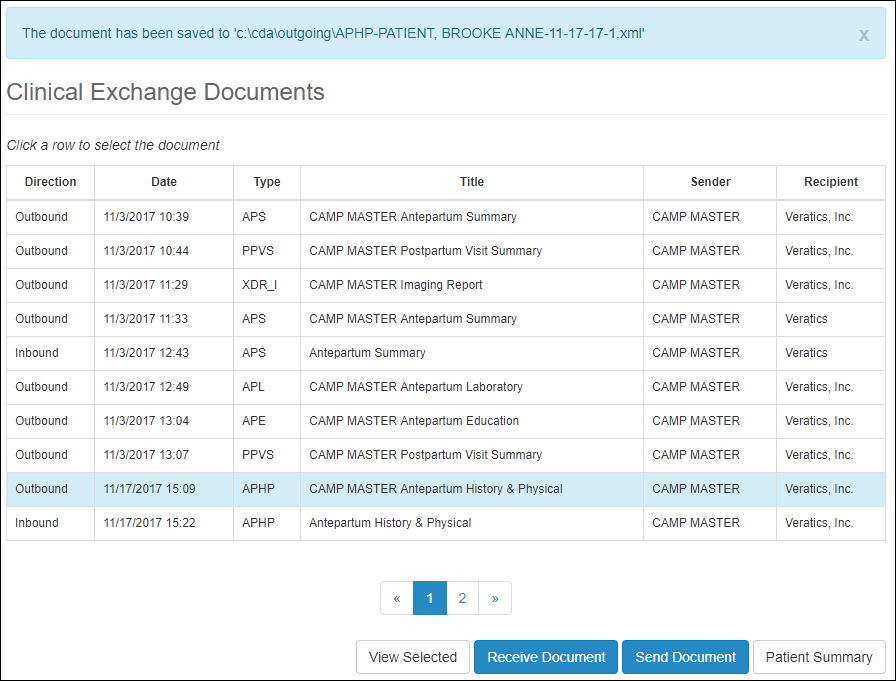 The document has been saved to 'c:\cda\outgoing\APHP-PATIENT, BROOKE ANNE-11-17-17-1.xml' x
Clinical Exchange Documents
Click a row to select the document
Direction Date Type Title Sender Recipient
Outbound 11/3/2017 10:39 APS CAMP MASTER Antepartum Summary CAMP MASTER Veratics, Inc.
Outbound 11/3/2017 10:44 PPVS CAMP MASTER Postpartum Visit Summary CAMP MASTER Veratics, Inc.
Outbound 11/3/2017 11:29 XDR_I CAMP MASTER Imaging Report CAMP MASTER Veratics, Inc.
Outbound 11/3/2017 11:33 APS CAMP MASTER Antepartum Summary CAMP MASTER Veratics
Inbound 11/3/2017 12:43 APS Antepartum Summary CAMP MASTER Veratics
Outbound 11/3/2017 12:49 APL CAMP MASTER Antepartum Laboratory CAMP MASTER Veratics, Inc.
Outbound 11/3/2017 13:04 APE CAMP MASTER Antepartum Education CAMP MASTER Veratics, Inc.
Outbound 11/3/2017 13:07 PPVS CAMP MASTER Postpartum Visit Summary CAMP MASTER Veratics, Inc.
Outbound 11/17/2017 15:09 APHP CAMP MASTER Antepartum History & Physical CAMP MASTER Veratics, Inc.
Inbound 11/17/2017 15:22 APHP Antepartum History & Physical CAMP MASTER Veratics, Inc.
« 1 2 »
View Selected Receive Document Send Document Patient Summary